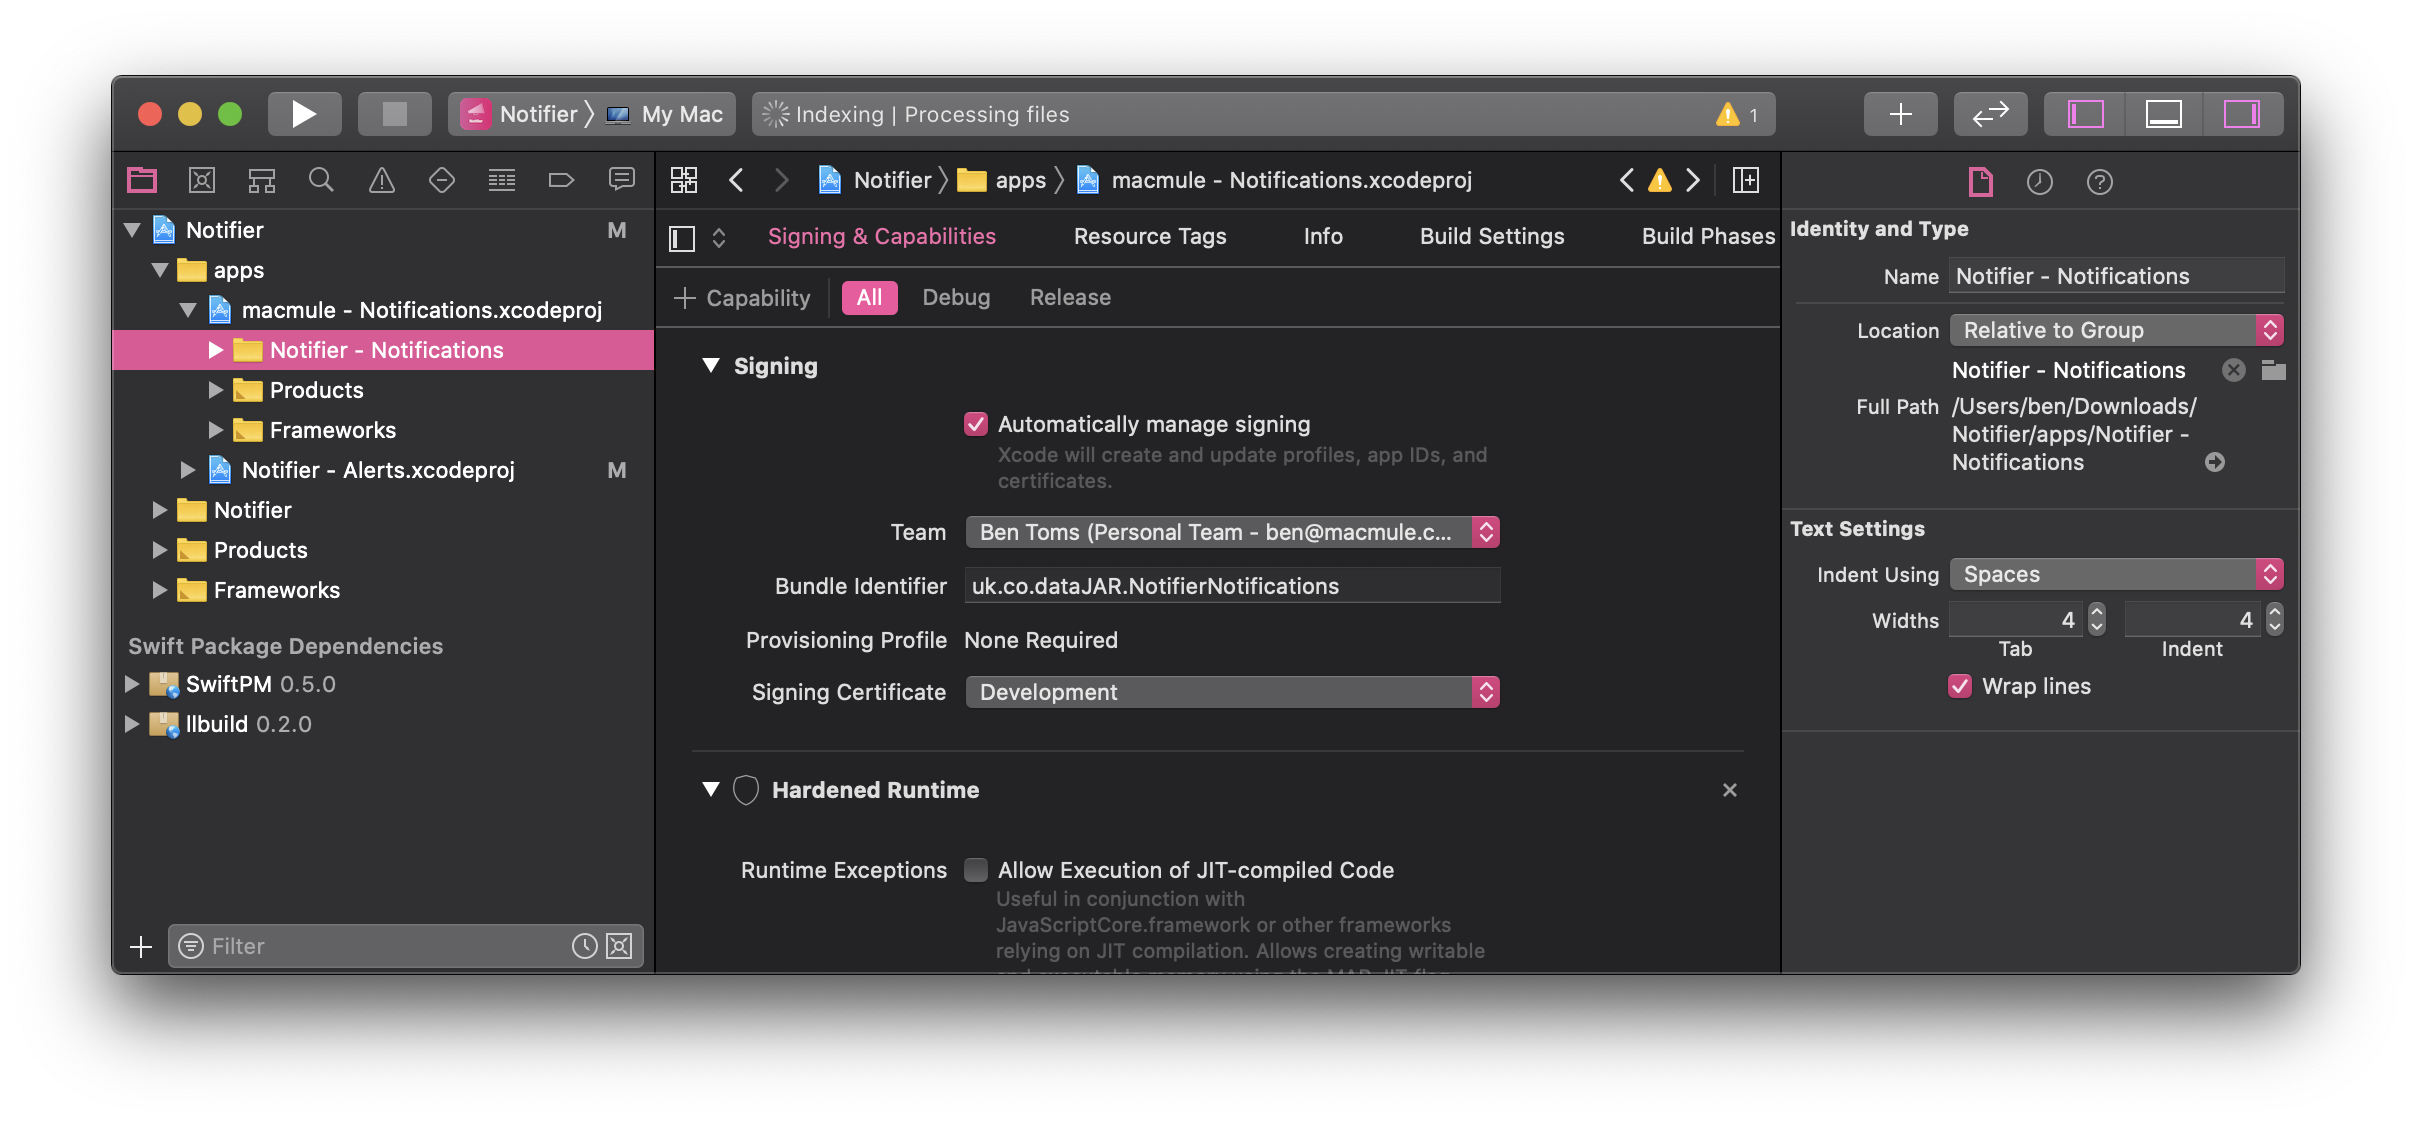 Notifier 〉 My Mac
Indexing | Processing files
1
Notifier M
apps
macmule - Notifications.xcodeproj
Notifier - Notifications
Products
Frameworks
Notifier - Alerts.xcodeproj M
Notifier
Products
Frameworks
Swift Package Dependencies
SwiftPM 0.5.0
llbuild 0.2.0
Filter
Notifier 〉 apps 〉 macmule - Notifications.xcodeproj
Signing & Capabilities Resource Tags Info Build Settings Build Phases
+ Capability All Debug Release
Signing
Automatically manage signing
Xcode will create and update profiles, app IDs, and
certificates.
Team Ben Toms (Personal Team - ben@macmule.c...
Bundle Identifier uk.co.dataJAR.NotifierNotifications
Provisioning Profile None Required
Signing Certificate Development
Hardened Runtime
Runtime Exceptions Allow Execution of JIT-compiled Code
Useful in conjunction with
JavaScriptCore.framework or other frameworks
relying on JIT compilation. Allows creating writable
Identity and Type
Name Notifier - Notifications
Location Relative to Group
Notifier - Notifications
Full Path /Users/ben/Downloads/
Notifier/apps/Notifier -
Notifications
Text Settings
Indent Using Spaces
Widths 4 4
Tab Indent
Wrap lines